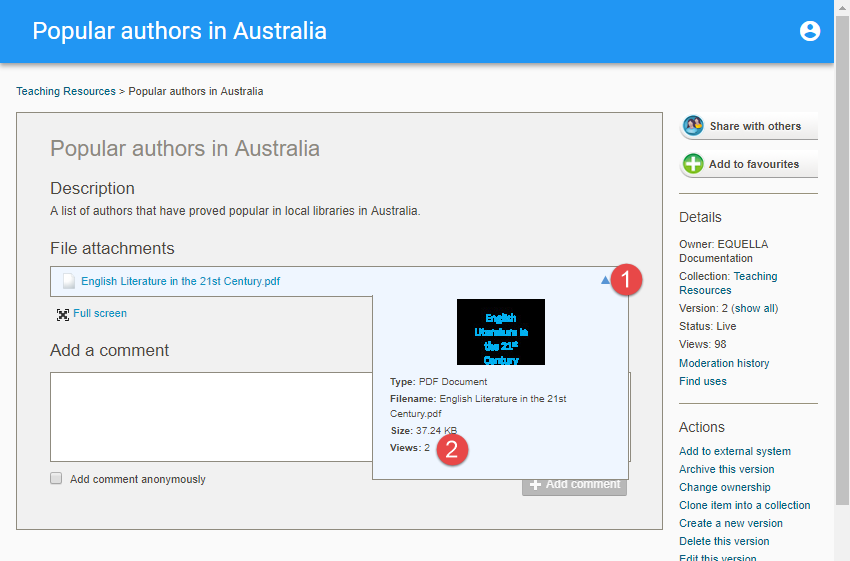 Popular authors in Australia
Teaching Resources > Popular authors in Australia
Popular authors in Australia
Description
A list of authors that have proved popular in local libraries in Australia.
File attachments
English Literature in the 21st Century.pdf
1
Full screen
English
Literature in
the 21st
Century
Type: PDF Document
Filename: English Literature in the 21st
Century.pdf
Size: 37.24 KB
Views: 2
2
Add a comment
Add comment anonymously
Add comment
Share with others
Add to favourites
Details
Owner: EQUELLA
Documentation
Collection: Teaching
Resources
Version: 2 (show all)
Status: Live
Views: 98
Moderation history
Find uses
Actions
Add to external system
Archive this version
Change ownership
Clone item into a collection
Create a new version
Delete this version
Edit this version